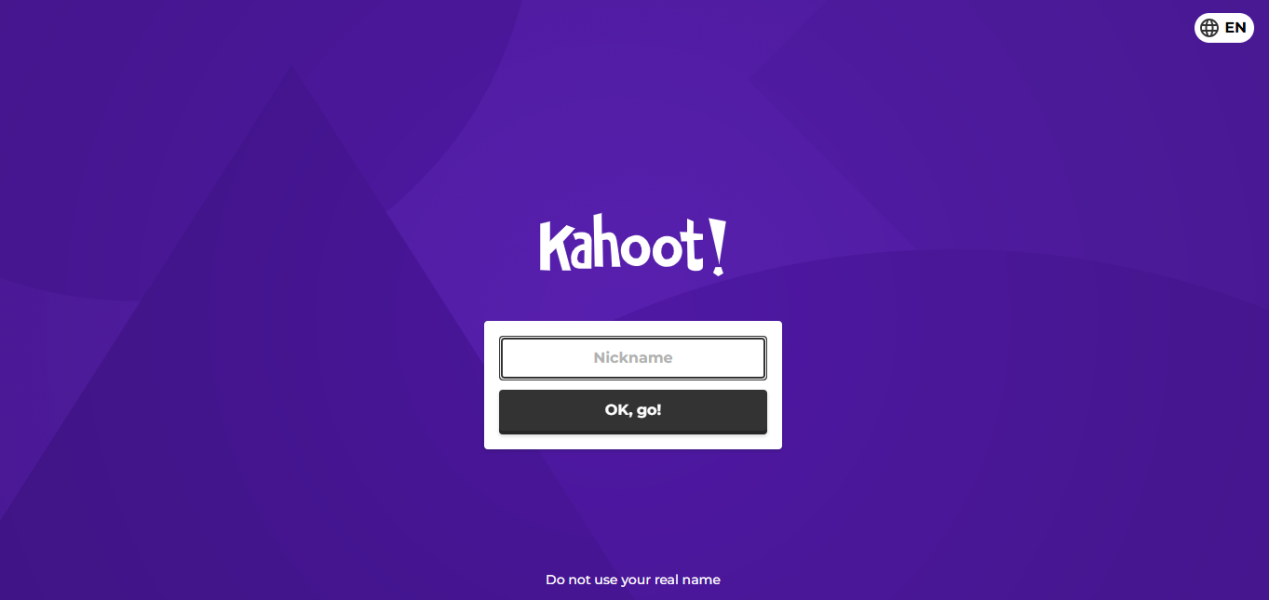 EN
Kahoot!
Nickname
OK, go!
Do not use your real name